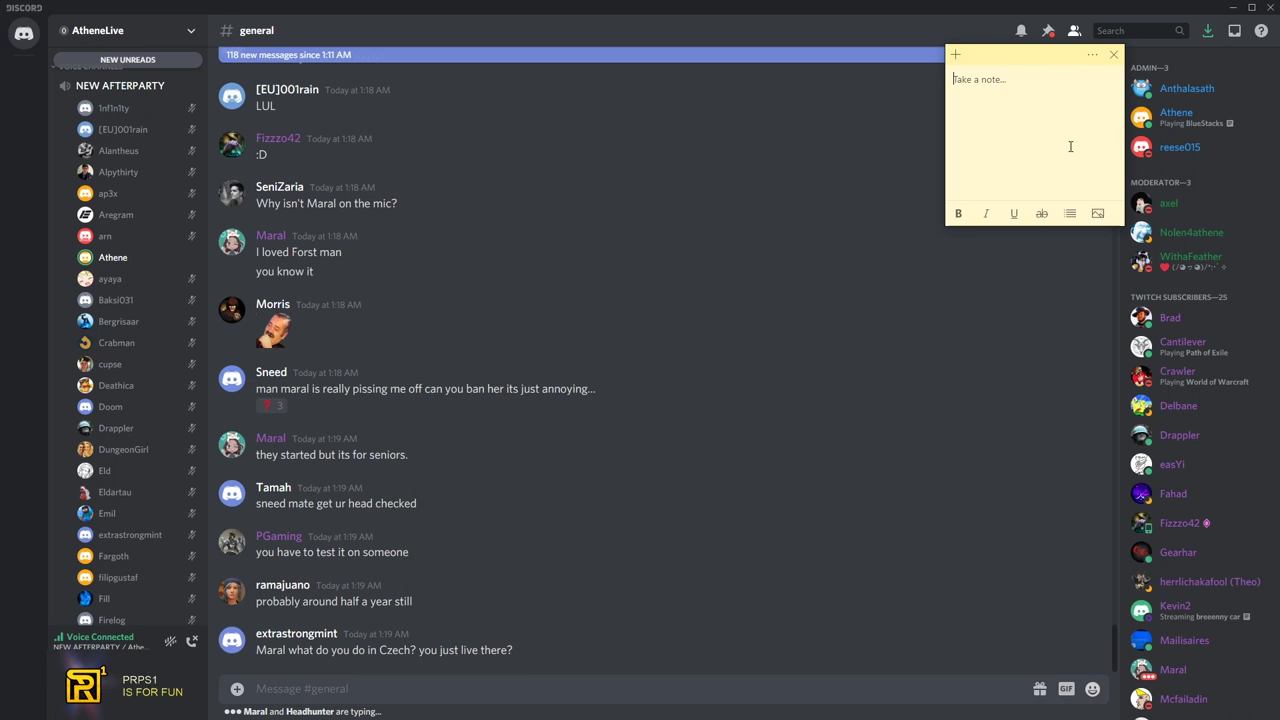 DISCORD
AtheneLive
NEW UNREADS
NEW AFTERPARTY
1nf1n1ty
[EU]001rain
Alantheus
Alpythirty
ap3x
Aregram
arn
Athene
ayaya
Baksi031
Bergrisaar
Crabman
cupse
Deathica
Doom
Drappler
DungeonGirl
Eld
Eldartau
Emil
extrastrongmint
Fargoth
filipgustaf
Fill
Firelog
Voice Connected
NEW AFTERPARTY / Athe...
PRPS1
IS FOR FUN
# general
Search
118 new messages since 1:11 AM
[EU]001rain Today at 1:18 AM
LUL
Fizzzo42 Today at 1:18 AM
:D
SeniZaria Today at 1:18 AM
Why isn't Maral on the mic?
Maral Today at 1:18 AM
I loved Forst man
you know it
Morris Today at 1:18 AM
Sneed Today at 1:18 AM
man maral is really pissing me off can you ban her its just annoying...
❓ 3
Maral Today at 1:19 AM
they started but its for seniors.
Tamah Today at 1:19 AM
sneed mate get ur head checked
PGaming Today at 1:19 AM
you have to test it on someone
ramajuano Today at 1:19 AM
probably around half a year still
extrastrongmint Today at 1:19 AM
Maral what do you do in Czech? you just live there?
Message #general
GIF
Maral and Headhunter are typing...
Take a note...
B I U ab
ADMIN—3
Anthalasath
Athene
Playing BlueStacks
reese015
MODERATOR—3
axel
Nolen4athene
WithaFeather
TWITCH SUBSCRIBERS—25
Brad
Cantilever
Playing Path of Exile
Crawler
Playing World of Warcraft
Delbane
Drappler
easYi
Fahad
Fizzzo42
Gearhar
herrlichakafool (Theo)
Kevin2
Streaming breeenny car
Mailisaires
Maral
Mcfailadin